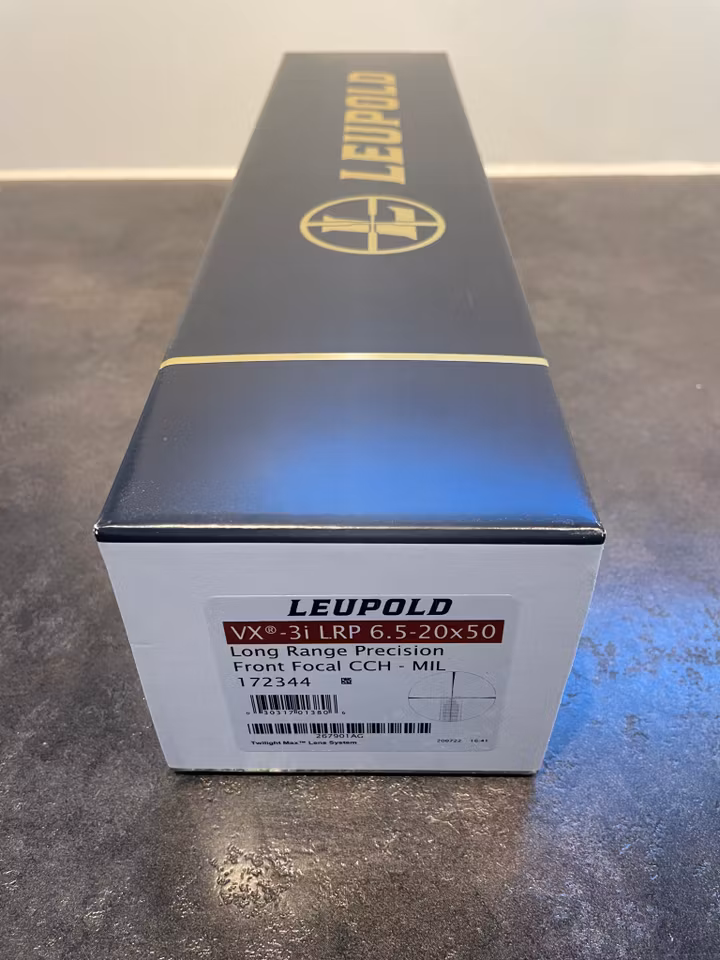 LEUPOLD
LEUPOLD
VX®-3i LRP 6.5-20x50
Long Range Precision
Front Focal CCH - MIL
172344
267901AG
Twilight Max™ Lens System